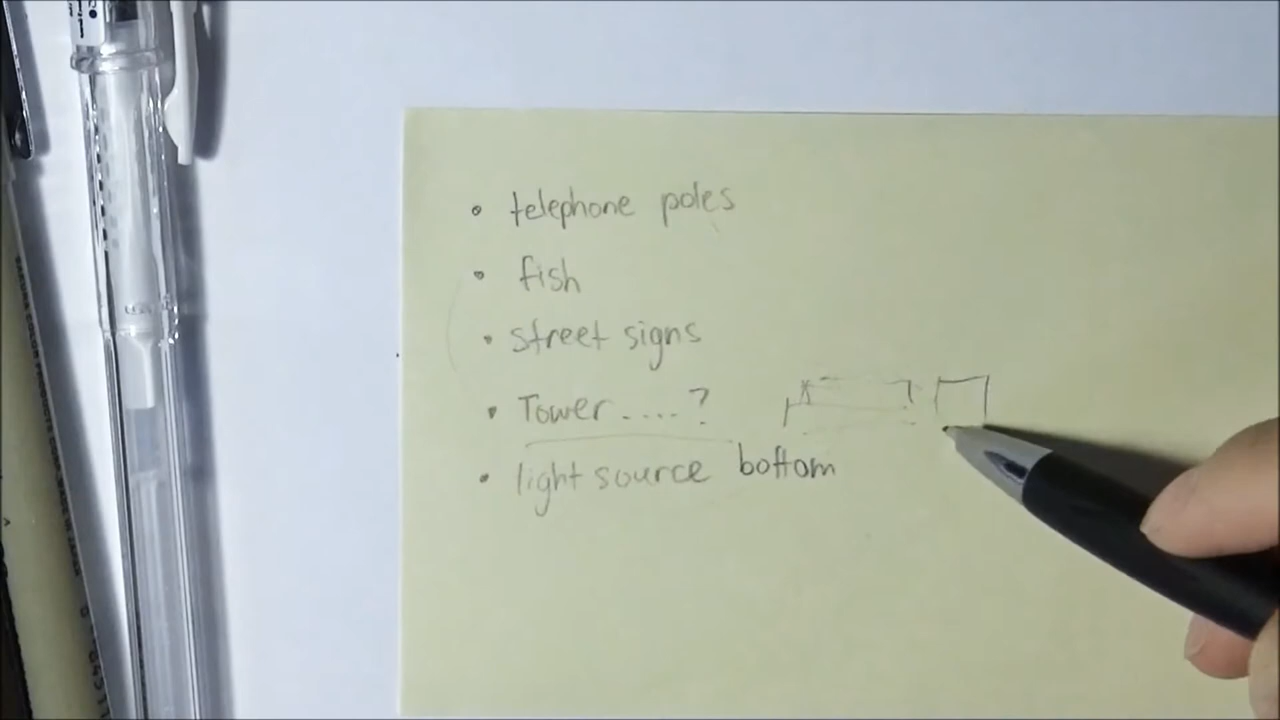 • telephone poles
• fish
• street signs
• Tower....?
• light source bottom